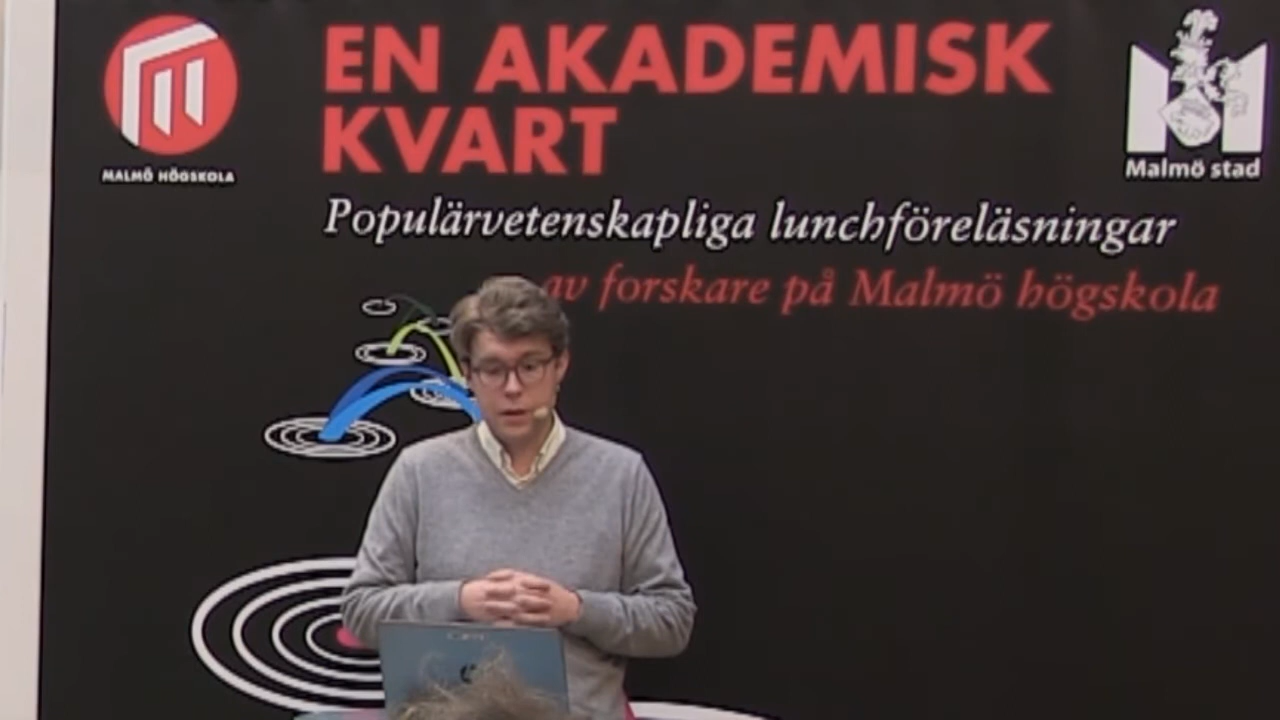 EN AKADEMISK
KVART
MALMÖ HÖGSKOLA
Malmö stad
Populärvetenskapliga lunchföreläsningar
av forskare på Malmö högskola